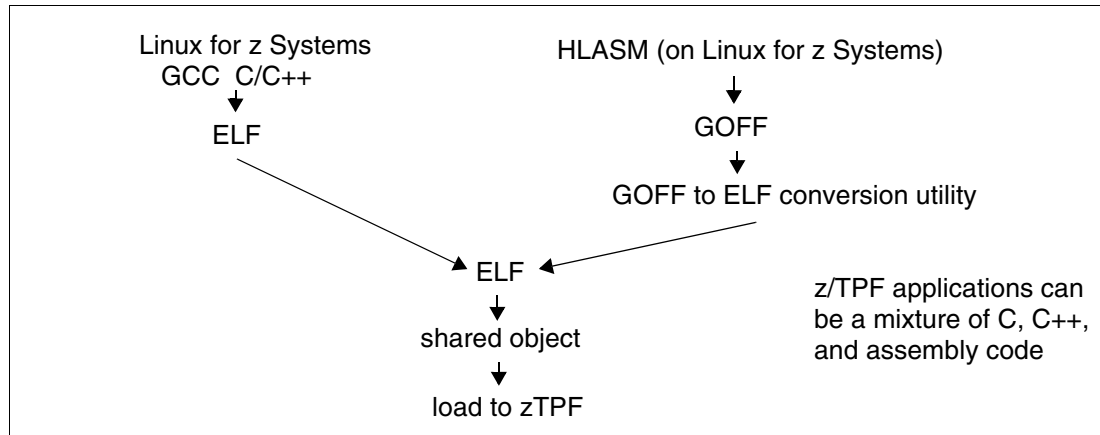 Linux for z Systems
GCC C/C++
ELF
HLASM (on Linux for z Systems)
GOFF
GOFF to ELF conversion utility
ELF
shared object
load to zTPF
z/TPF applications can
be a mixture of C, C++,
and assembly code